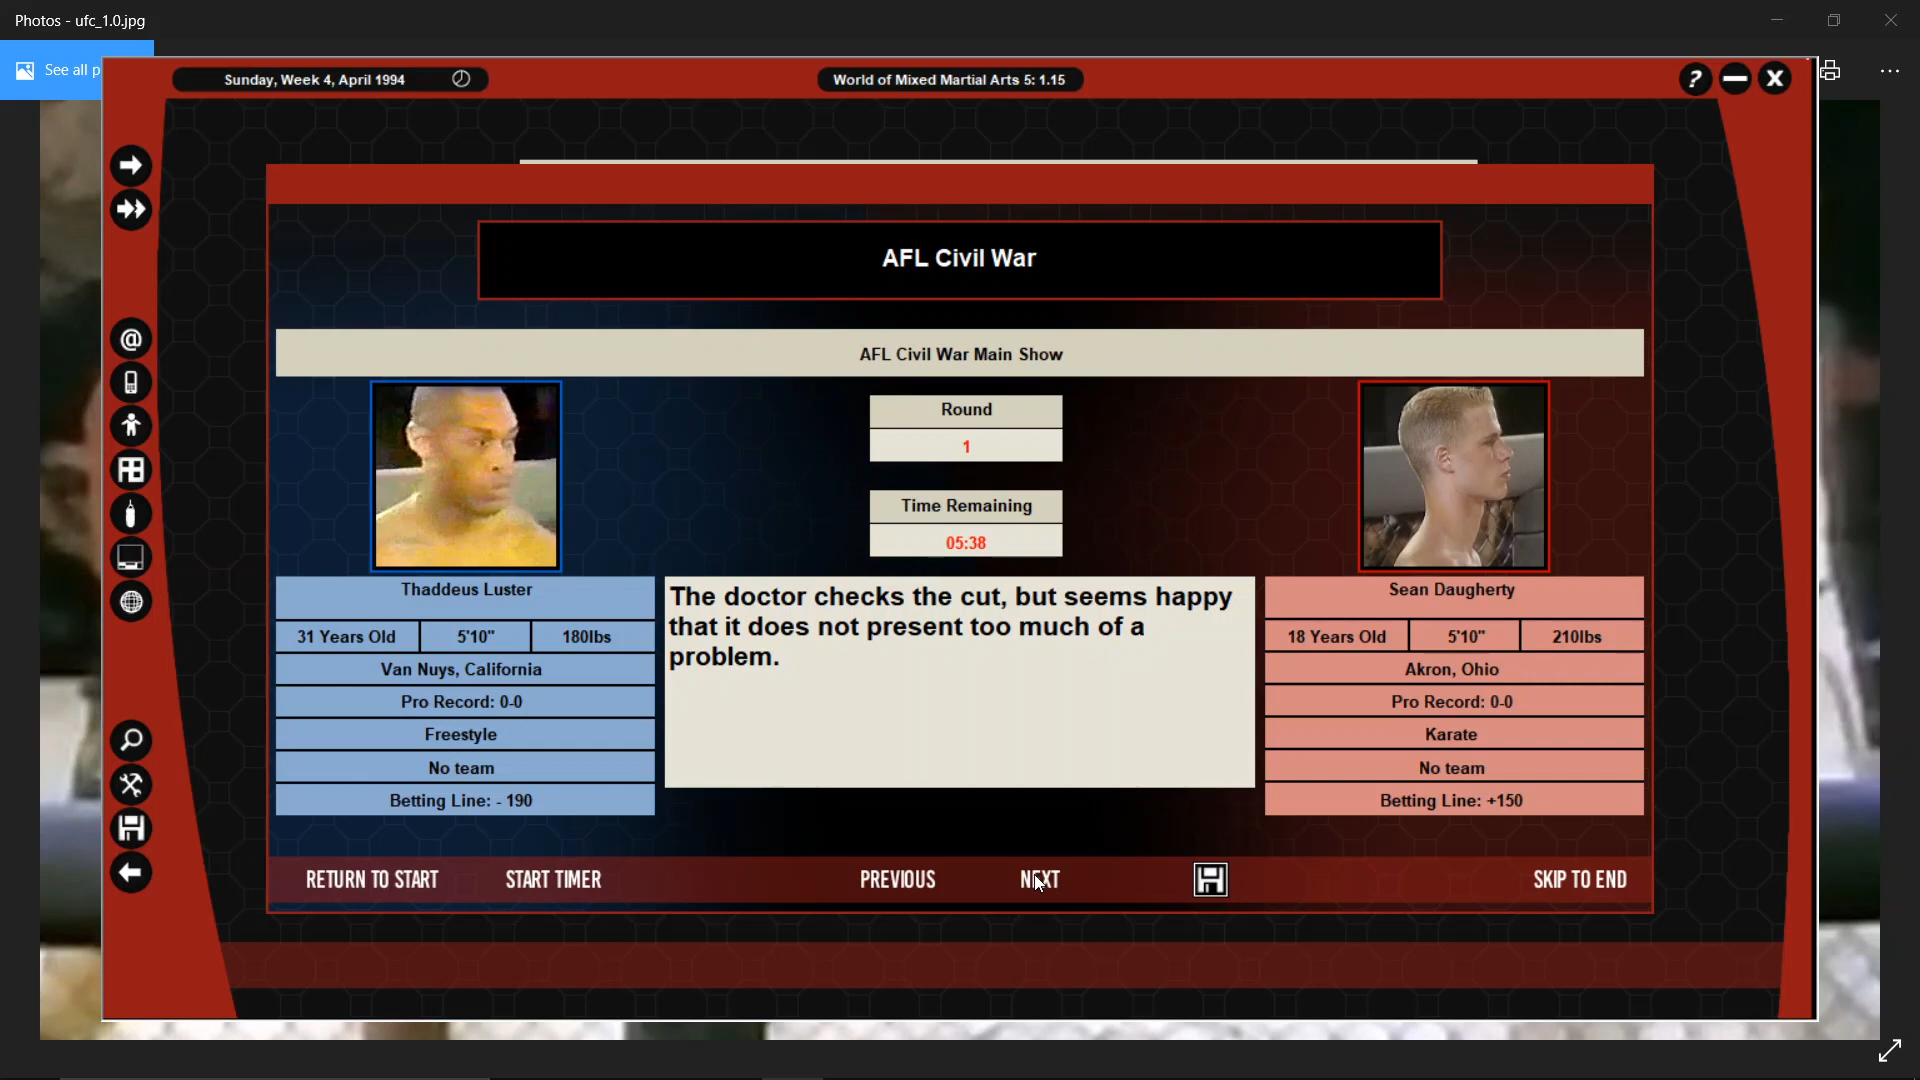 Photos - ufc_1.0.jpg
See all p
Sunday, Week 4, April 1994
World of Mixed Martial Arts 5: 1.15
AFL Civil War
AFL Civil War Main Show
Round
1
Time Remaining
05:38
Thaddeus Luster
31 Years Old 5'10" 180lbs
Van Nuys, California
Pro Record: 0-0
Freestyle
No team
Betting Line: - 190
The doctor checks the cut, but seems happy
that it does not present too much of a
problem.
Sean Daugherty
18 Years Old 5'10" 210lbs
Akron, Ohio
Pro Record: 0-0
Karate
No team
Betting Line: +150
RETURN TO START START TIMER PREVIOUS NEXT SKIP TO END